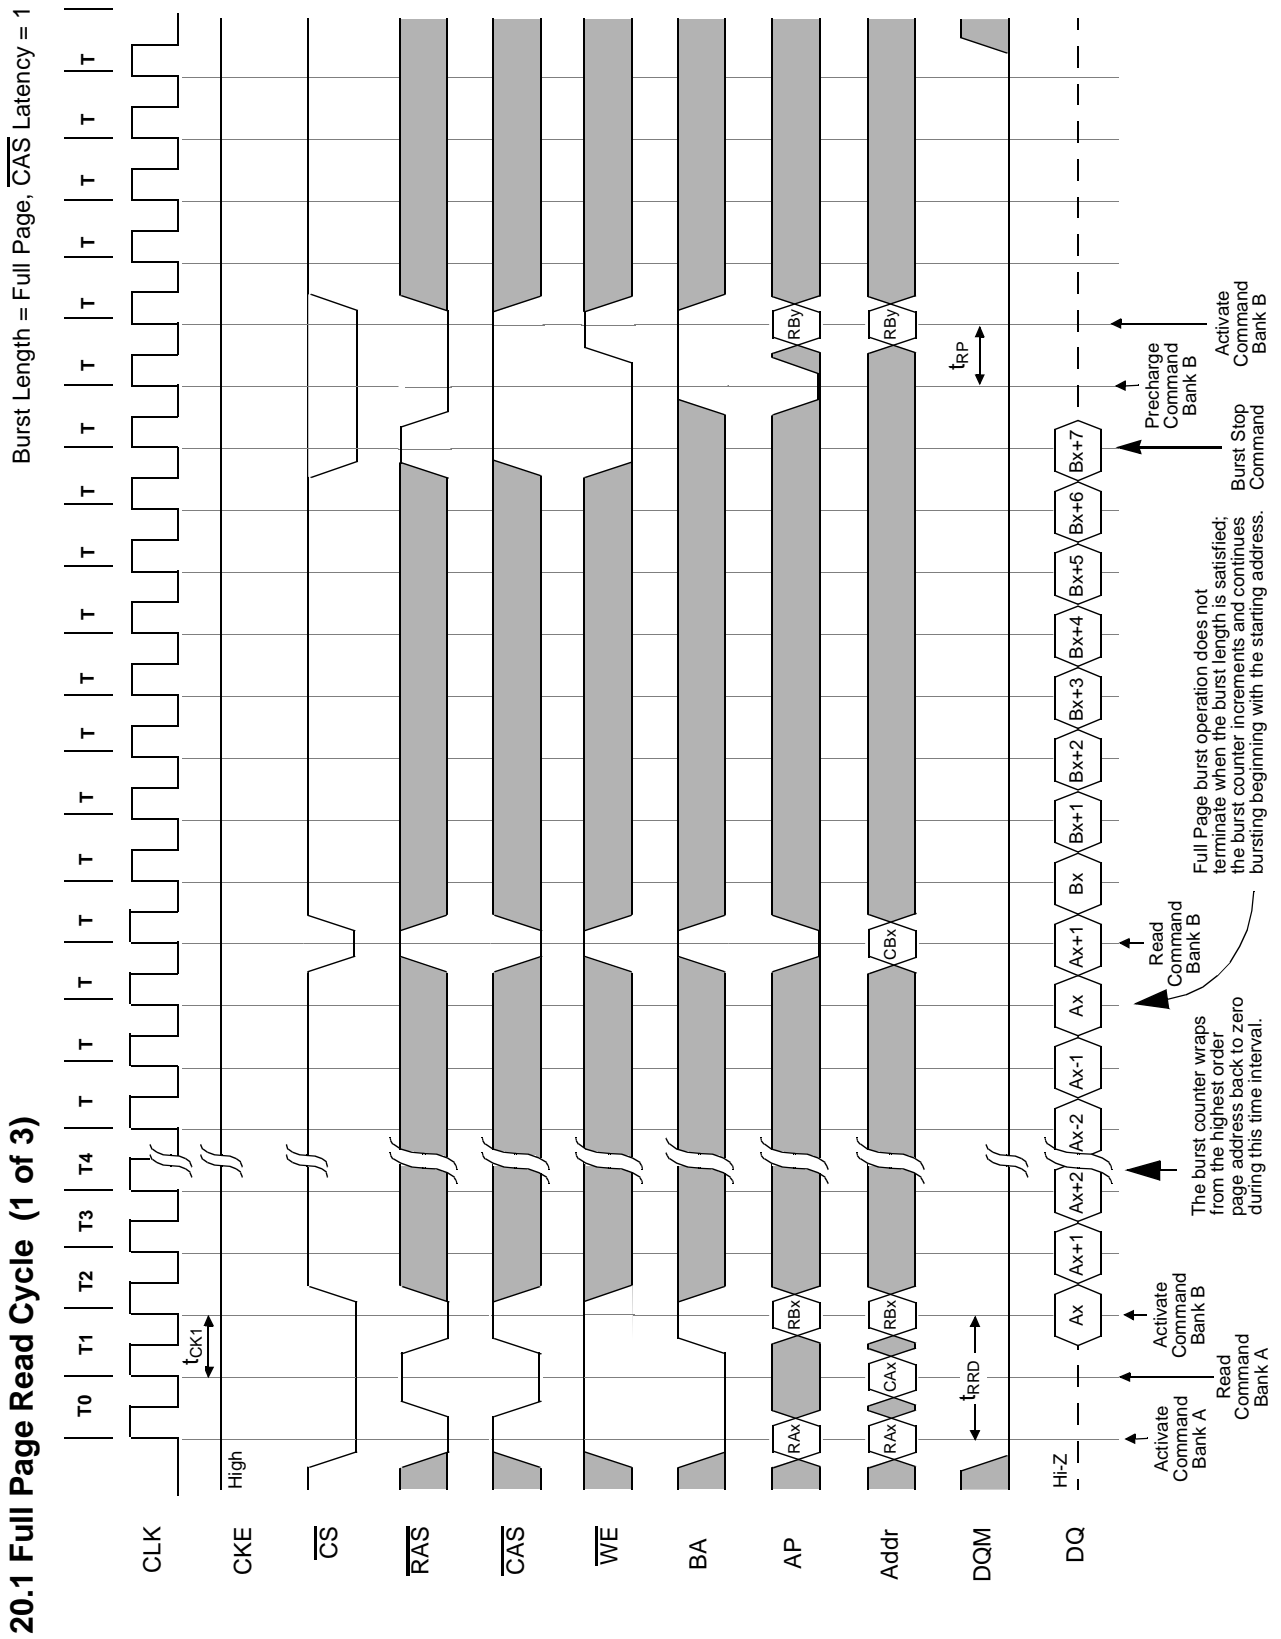 20.1 Full Page Read Cycle (1 of 3)
Burst Length = Full Page, CAS Latency = 1
T0 T1 T2 T3 T4 T T T T T T T T T T T T T T T T T T
CLK
tCK1
CKE
High
CS
RAS
CAS
WE
BA
AP
RAx RBx RBy
Addr
RAx CAx RBx CBx RBy
tRRD
tRP
DQM
DQ
Hi-Z
Ax Ax+1 Ax+2 Ax-2 Ax-1 Ax Ax+1 Bx Bx+1 Bx+2 Bx+3 Bx+4 Bx+5 Bx+6 Bx+7
Activate
Command
Bank A
Read
Command
Bank A
Activate
Command
Bank B
The burst counter wraps
from the highest order
page address back to zero
during this time interval.
Read
Command
Bank B
Full Page burst operation does not
terminate when the burst length is satisfied;
the burst counter increments and continues
bursting beginning with the starting address.
Burst Stop
Command
Precharge
Command
Bank B
Activate
Command
Bank B